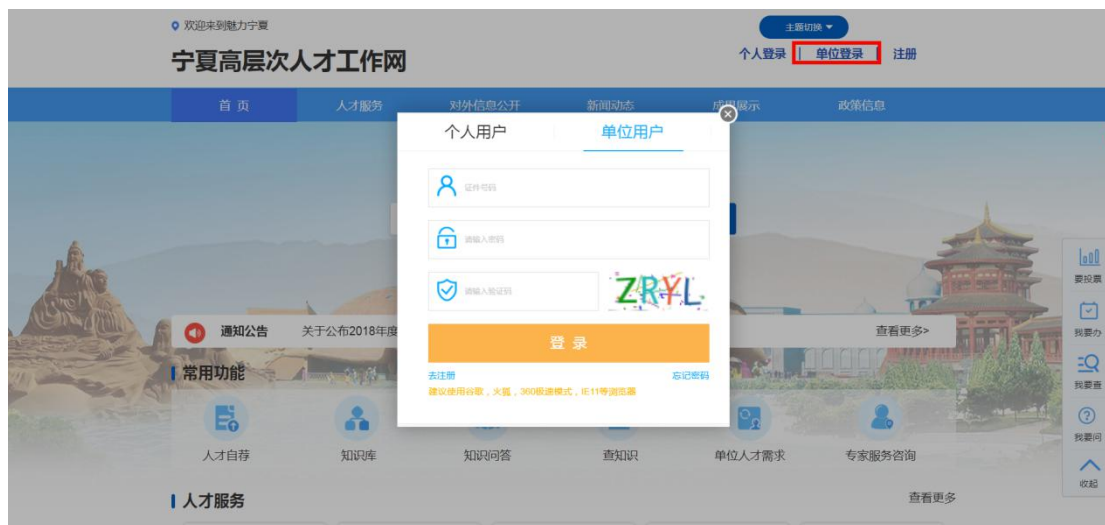 欢迎来到魅力宁夏
主题切换
宁夏高层次人才工作网
个人登录 | 单位登录 | 注册
首 页 人才服务 对外信息公开 新闻动态 成果展示 政策信息
个人用户 单位用户
证件号码
请输入密码
请输入验证码
ZRYL
登 录
去注册 忘记密码
建议使用谷歌，火狐，360极速模式，IE11等浏览器
通知公告 关于公布2018年度 查看更多>
常用功能
人才自荐 知识库 知识问答 查知识 单位人才需求 专家服务咨询
人才服务 查看更多
要投票
我要办
我要查
我要问
收起